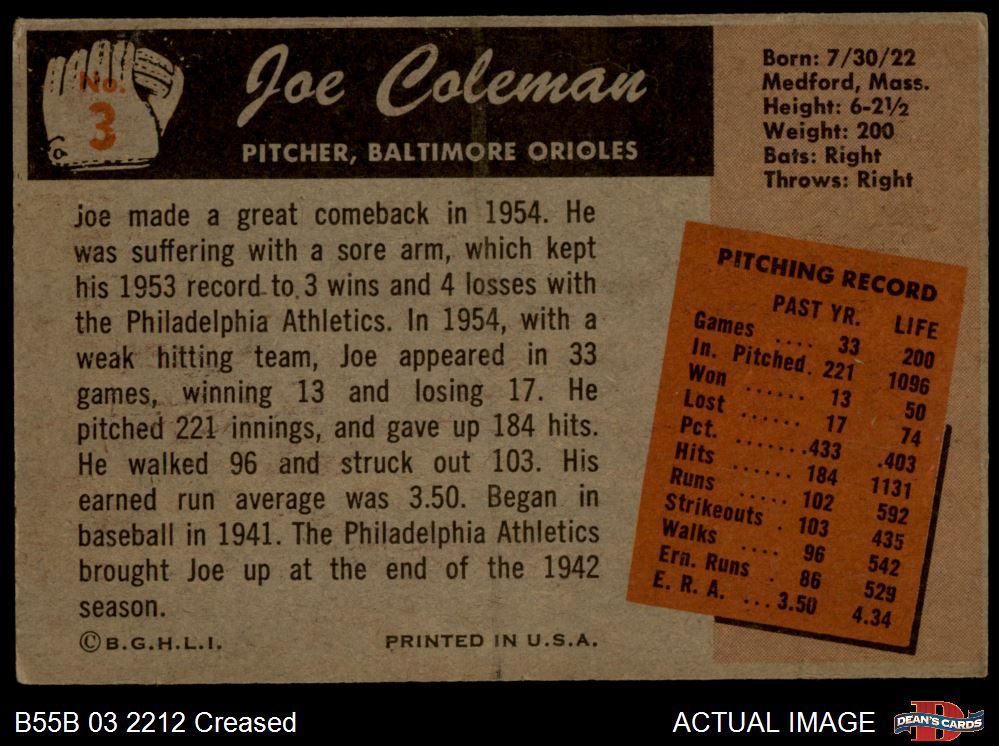 No.
3
Joe Coleman
PITCHER, BALTIMORE ORIOLES
Born: 7/30/22
Medford, Mass.
Height: 6-2½
Weight: 200
Bats: Right
Throws: Right
Joe made a great comeback in 1954. He
was suffering with a sore arm, which kept
his 1953 record to 3 wins and 4 losses with
the Philadelphia Athletics. In 1954, with a
weak hitting team, Joe appeared in 33
games, winning 13 and losing 17. He
pitched 221 innings, and gave up 184 hits.
He walked 96 and struck out 103. His
earned run average was 3.50. Began in
baseball in 1941. The Philadelphia Athletics
brought Joe up at the end of the 1942
season.
©B.G.H.L.I. PRINTED IN U.S.A.
PITCHING RECORD
PAST YR. LIFE
Games .... 33 200
In. Pitched. 221 1096
Won ...... 13 50
Lost ...... 17 74
Pct. .......433 .403
Hits ...... 184 1131
Runs ..... 102 592
Strikeouts . 103 435
Walks .... 96 542
Ern. Runs . 86 529
E. R. A. ...3.50 4.34
B55B 03 2212 Creased
ACTUAL IMAGE
DEAN'S CARDS